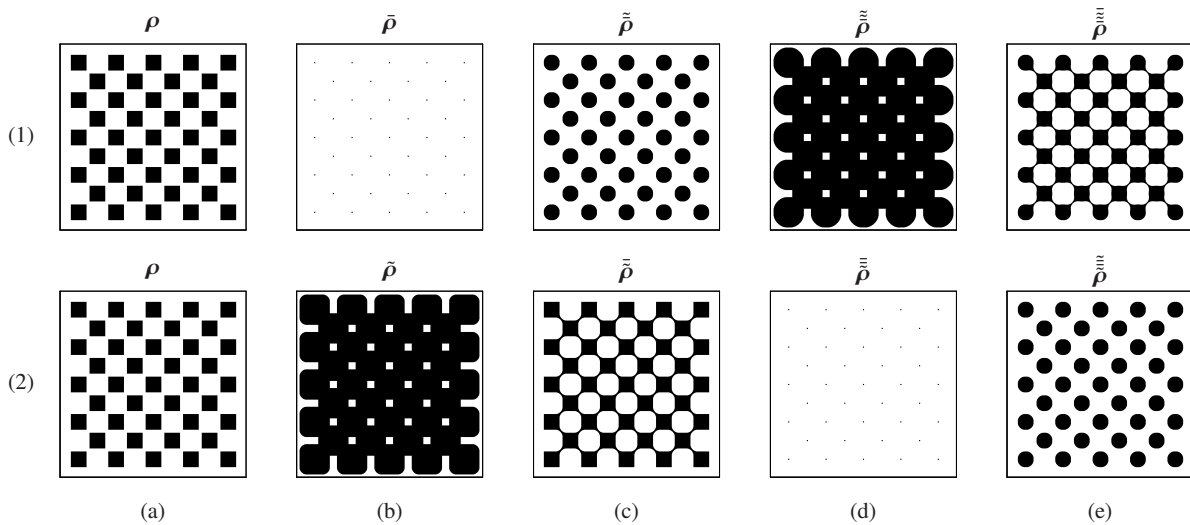 ρ ρ̄ ρ̄̃ ρ̄̃̃ ρ̄̃̃̄
(1)
ρ ρ̃ ρ̃̄ ρ̃̄̄ ρ̃̄̄̃
(2)
(a) (b) (c) (d) (e)